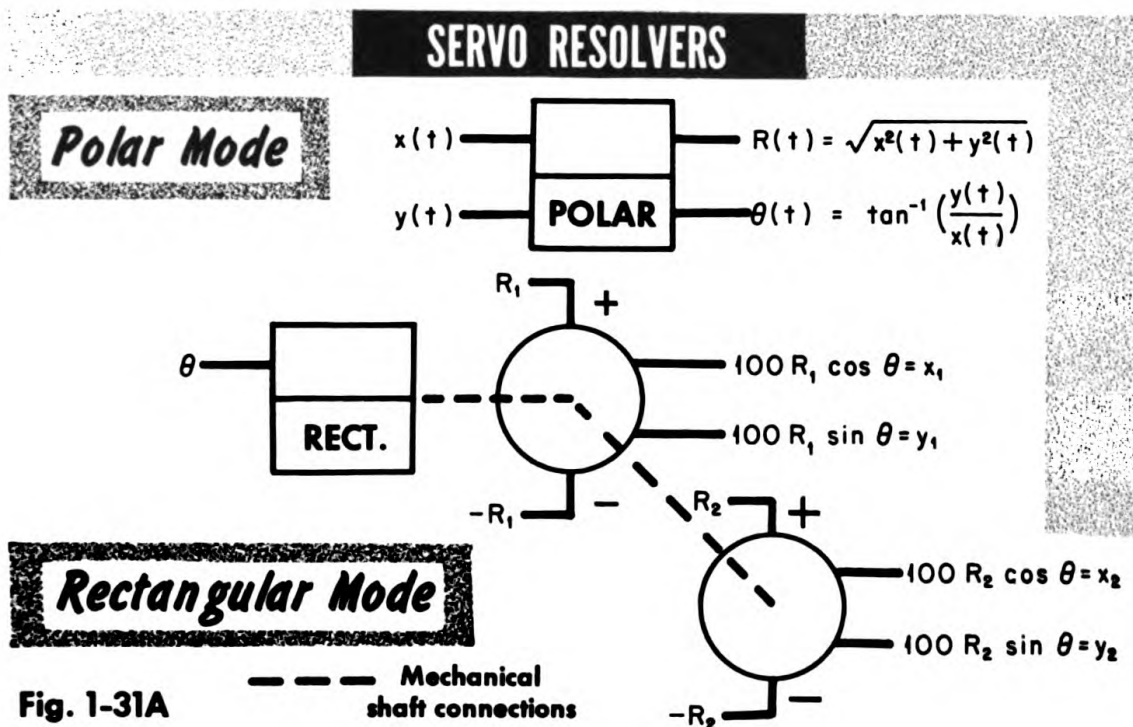 SERVO RESOLVERS
Polar Mode
x(t)
R(t) = √x²(t) + y²(t)
y(t)
POLAR
θ(t) = tan⁻¹(y(t)/x(t))
R₁
+
θ
100 R₁ cos θ = x₁
RECT.
100 R₁ sin θ = y₁
-R₁
−
R₂
+
Rectangular Mode
100 R₂ cos θ = x₂
100 R₂ sin θ = y₂
-R₂
−
Mechanical
shaft connections
Fig. 1-31A